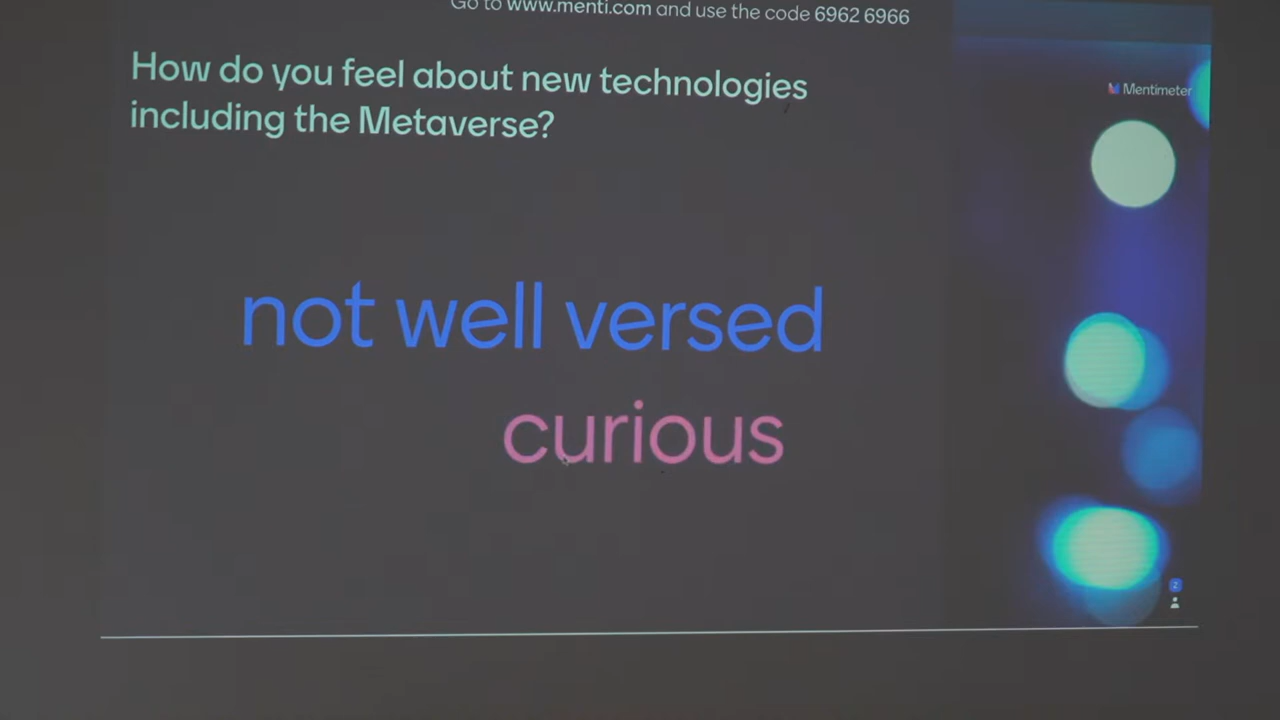 Go to www.menti.com and use the code 6962 6966
How do you feel about new technologies
including the Metaverse?
Mentimeter
not well versed
curious
2